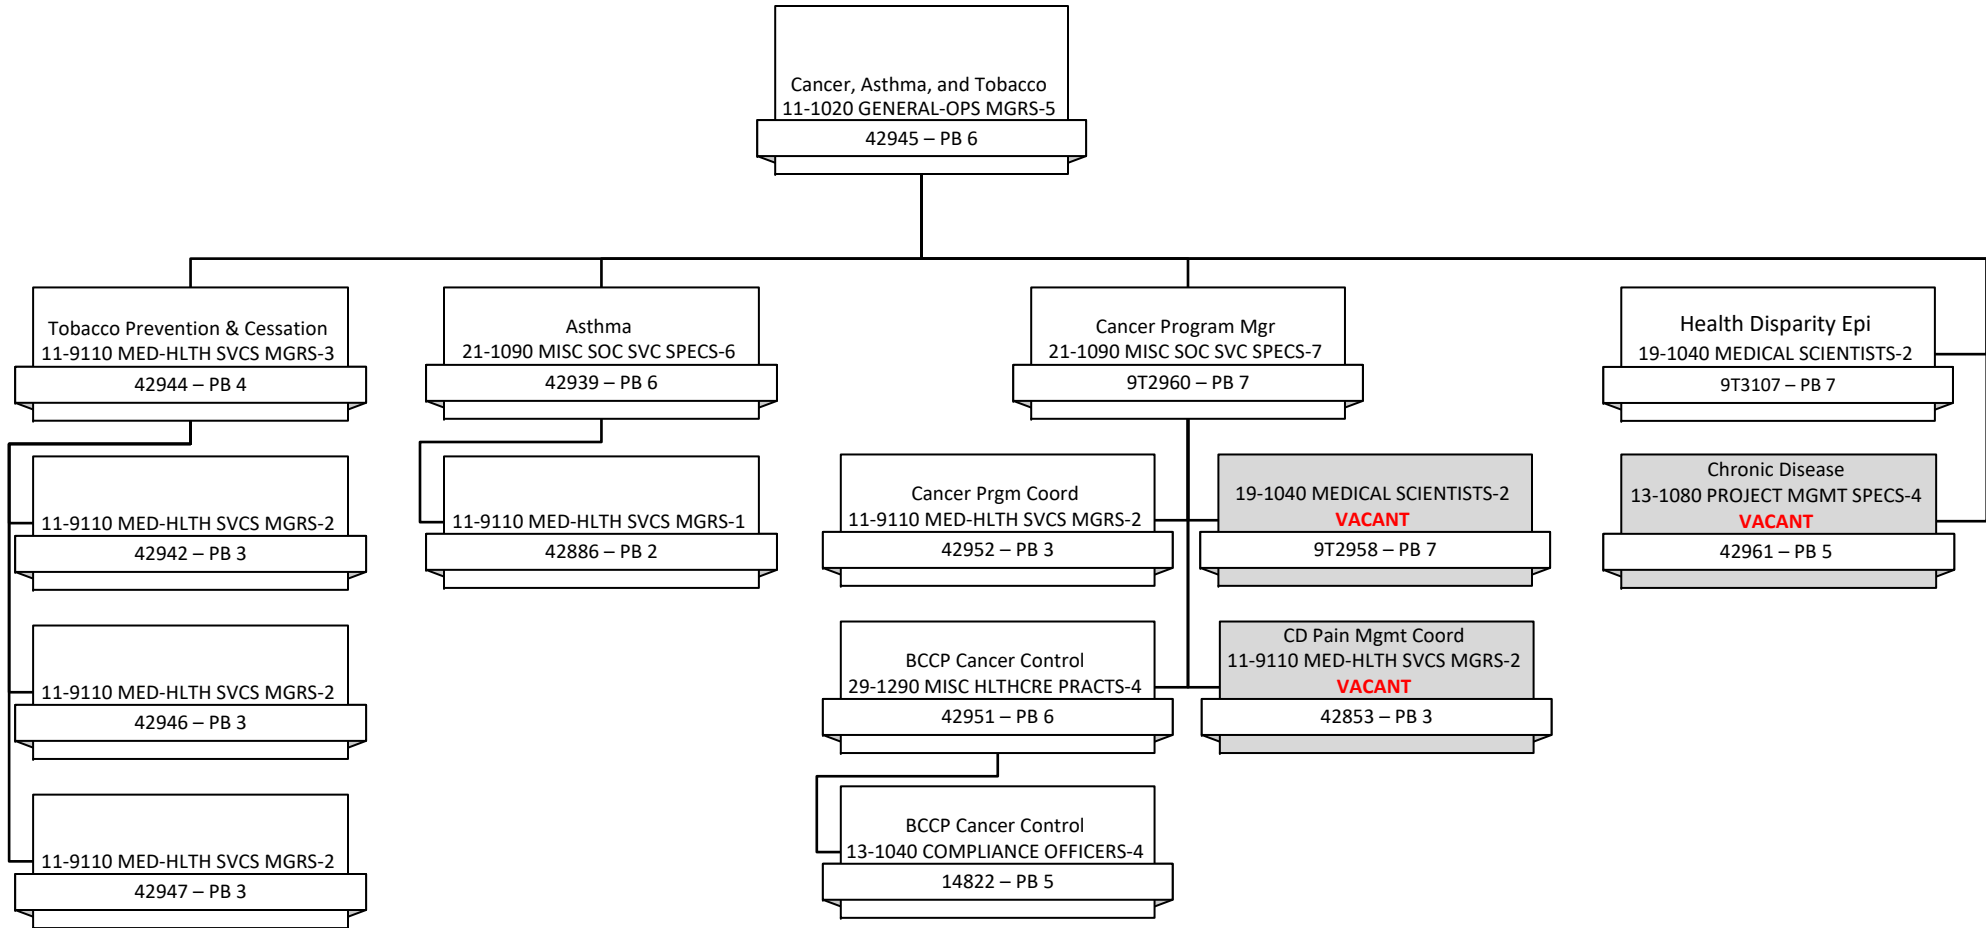 Cancer, Asthma, and Tobacco
11-1020 GENERAL-OPS MGRS-5
42945 – PB 6
Tobacco Prevention & Cessation
11-9110 MED-HLTH SVCS MGRS-3
42944 – PB 4
Asthma
21-1090 MISC SOC SVC SPECS-6
42939 – PB 6
Cancer Program Mgr
21-1090 MISC SOC SVC SPECS-7
9T2960 – PB 7
Health Disparity Epi
19-1040 MEDICAL SCIENTISTS-2
9T3107 – PB 7
11-9110 MED-HLTH SVCS MGRS-2
42942 – PB 3
11-9110 MED-HLTH SVCS MGRS-1
42886 – PB 2
Cancer Prgm Coord
11-9110 MED-HLTH SVCS MGRS-2
42952 – PB 3
19-1040 MEDICAL SCIENTISTS-2
VACANT
9T2958 – PB 7
Chronic Disease
13-1080 PROJECT MGMT SPECS-4
VACANT
42961 – PB 5
11-9110 MED-HLTH SVCS MGRS-2
42946 – PB 3
BCCP Cancer Control
29-1290 MISC HLTHCRE PRACTS-4
42951 – PB 6
CD Pain Mgmt Coord
11-9110 MED-HLTH SVCS MGRS-2
VACANT
42853 – PB 3
11-9110 MED-HLTH SVCS MGRS-2
42947 – PB 3
BCCP Cancer Control
13-1040 COMPLIANCE OFFICERS-4
14822 – PB 5